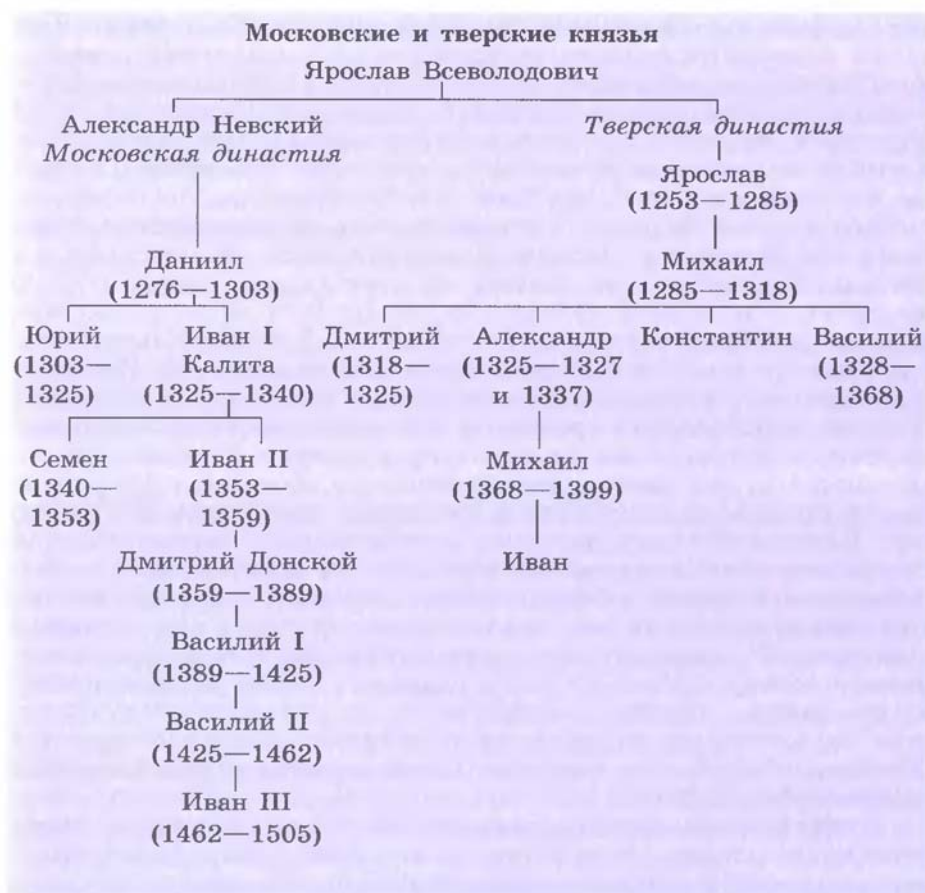 Московские и тверские князья
Ярослав Всеволодович
Александр Невский
Московская династия
Тверская династия
Ярослав
(1253—1285)
Даниил
(1276—1303)
Михаил
(1285—1318)
Юрий
(1303—
1325)
Иван I
Калита
(1325—1340)
Дмитрий
(1318—
1325)
Александр
(1325—1327
и 1337)
Константин
Василий
(1328—
1368)
Семен
(1340—
1353)
Иван II
(1353—
1359)
Михаил
(1368—1399)
Дмитрий Донской
(1359—1389)
Иван
Василий I
(1389—1425)
Василий II
(1425—1462)
Иван III
(1462—1505)